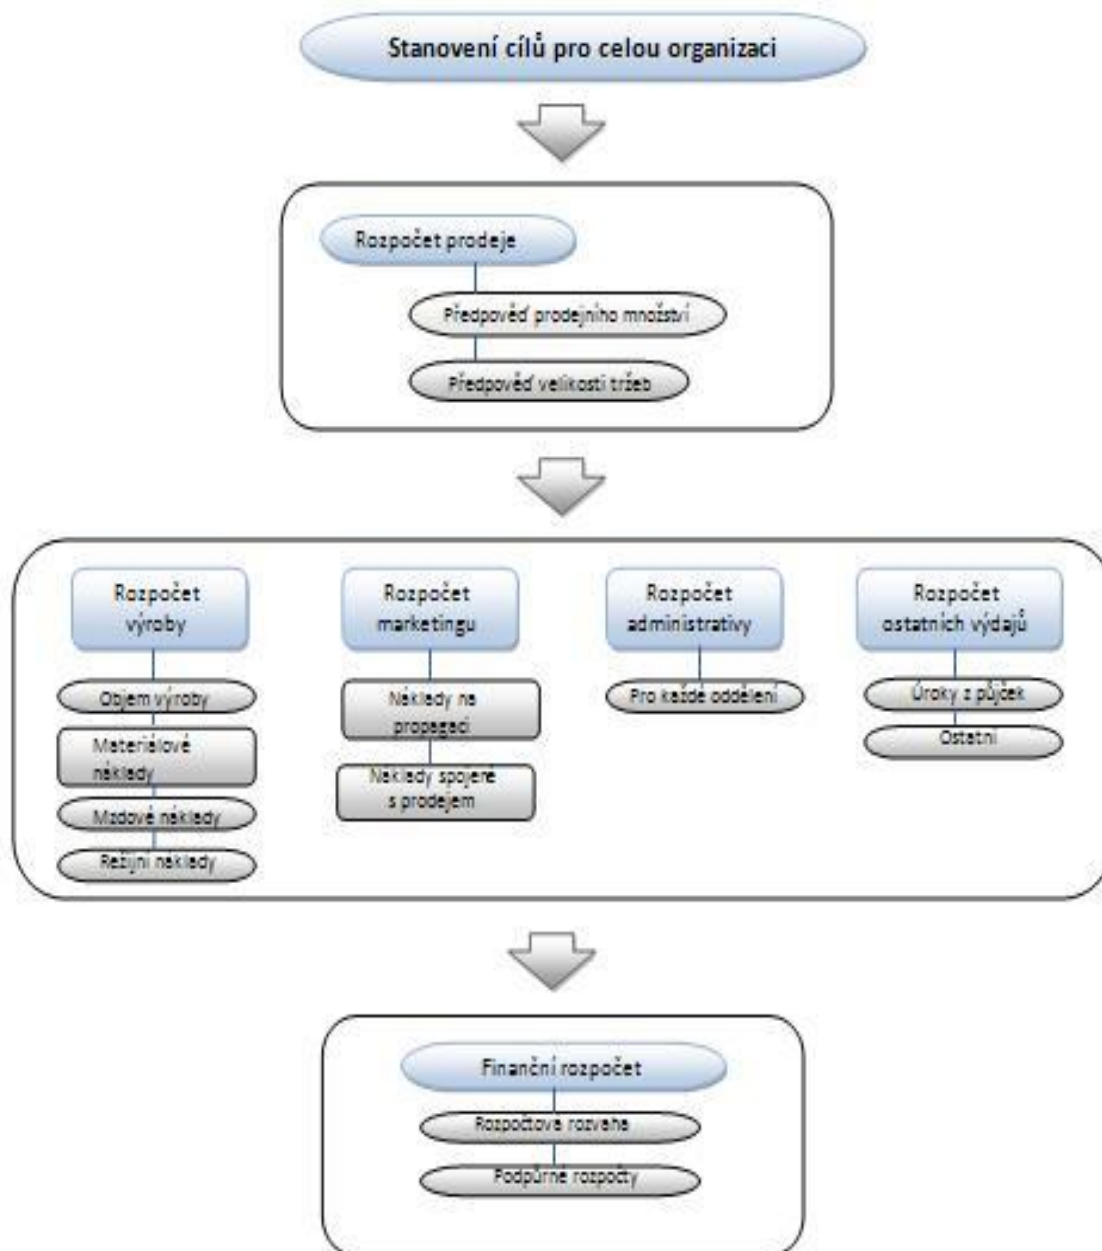 Stanovení cílů pro celou organizaci
Rozpočet prodeje
Předpověď prodejního množství
Předpověď velikosti tržeb
Rozpočet
výroby
Objem výroby
Materiálové
náklady
Mzdové náklady
Režijní náklady
Rozpočet
marketingu
Náklady na
propagaci
Náklady spojené
s prodejem
Rozpočet
administrativy
Pro každé oddělení
Rozpočet
ostatních výdajů
Úroky z půjček
Ostatní
Finanční rozpočet
Rozpočtová rozvaha
Podpůrné rozpočty